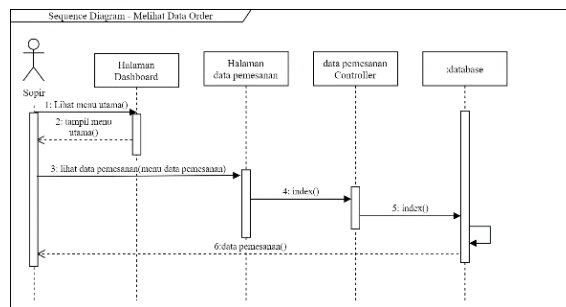 Sequence Diagram - Melihat Data Order
Sopir
Halaman
Dashboard
Halaman
data pemesanan
data pemesanan
Controller
:database
1: Lihat menu utama()
2: tampil menu
utama()
3: lihat data pemesanan(menu data pemesanan)
4: index()
5: index()
6:data pemesanan()